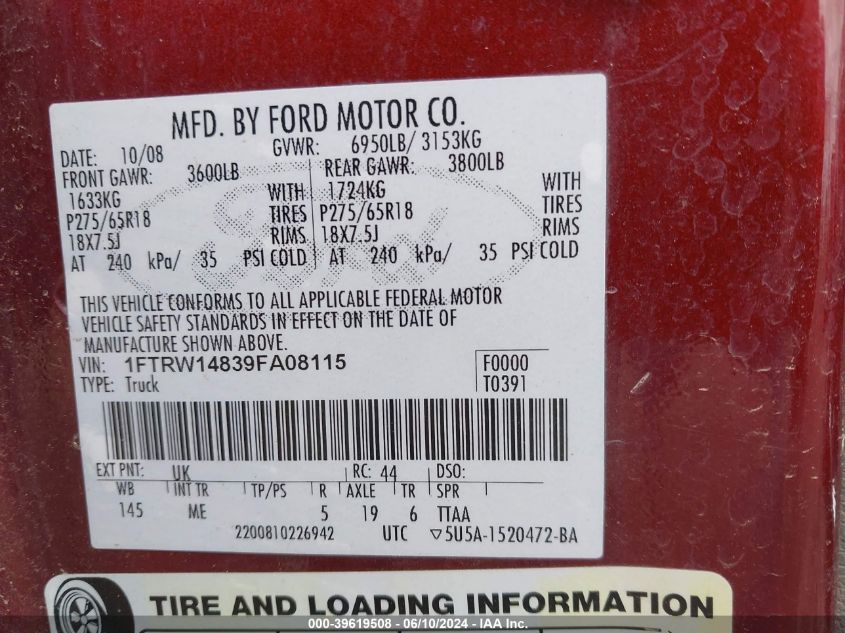 MFD. BY FORD MOTOR CO.
DATE: 10/08 GVWR: 6950LB/ 3153KG
FRONT GAWR: 3600LB REAR GAWR: 3800LB
1633KG WITH 1724KG WITH
P275/65R18 TIRES P275/65R18 TIRES
18X7.5J RIMS 18X7.5J RIMS
AT 240 kPa/ 35 PSI COLD AT 240 kPa/ 35 PSI COLD
Ford
THIS VEHICLE CONFORMS TO ALL APPLICABLE FEDERAL MOTOR
VEHICLE SAFETY STANDARDS IN EFFECT ON THE DATE OF
MANUFACTURE SHOWN ABOVE.
VIN: 1FTRW14839FA08115 F0000
TYPE: Truck T0391
EXT PNT: UK RC: 44 DSO:
WB INT TR TP/PS R AXLE TR SPR
145 ME 5 19 6 TTAA
2200810226942 UTC ▽5U5A-1520472-BA
TIRE AND LOADING INFORMATION
000-39619508 - 06/10/2024 - IAA Inc.